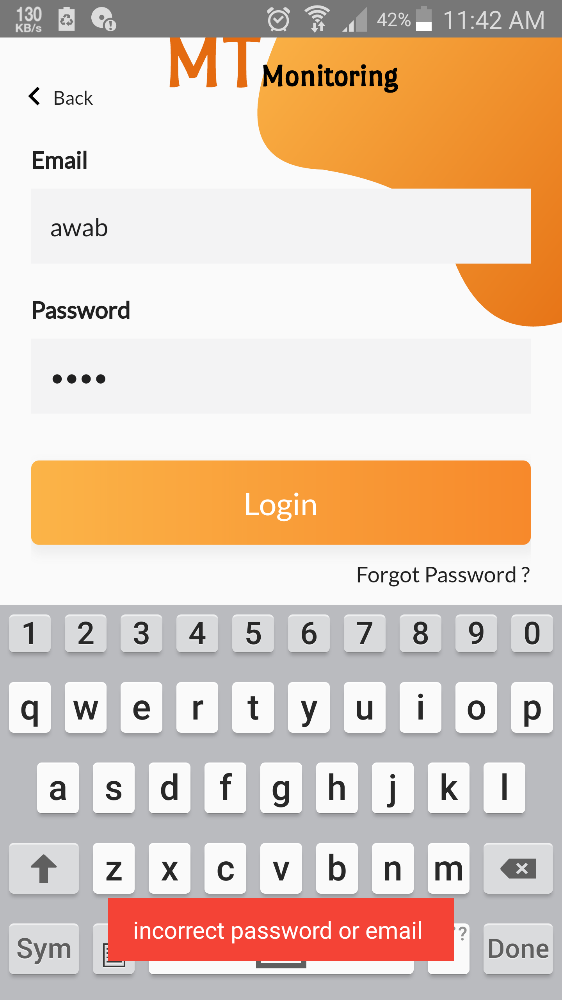 130
KB/s
42%
11:42 AM
MT Monitoring
Back
Email
awab
Password
••••
Login
Forgot Password ?
1 2 3 4 5 6 7 8 9 0
q w e r t y u i o p
a s d f g h j k l
z x c v b n m
incorrect password or email
Sym
?
Done